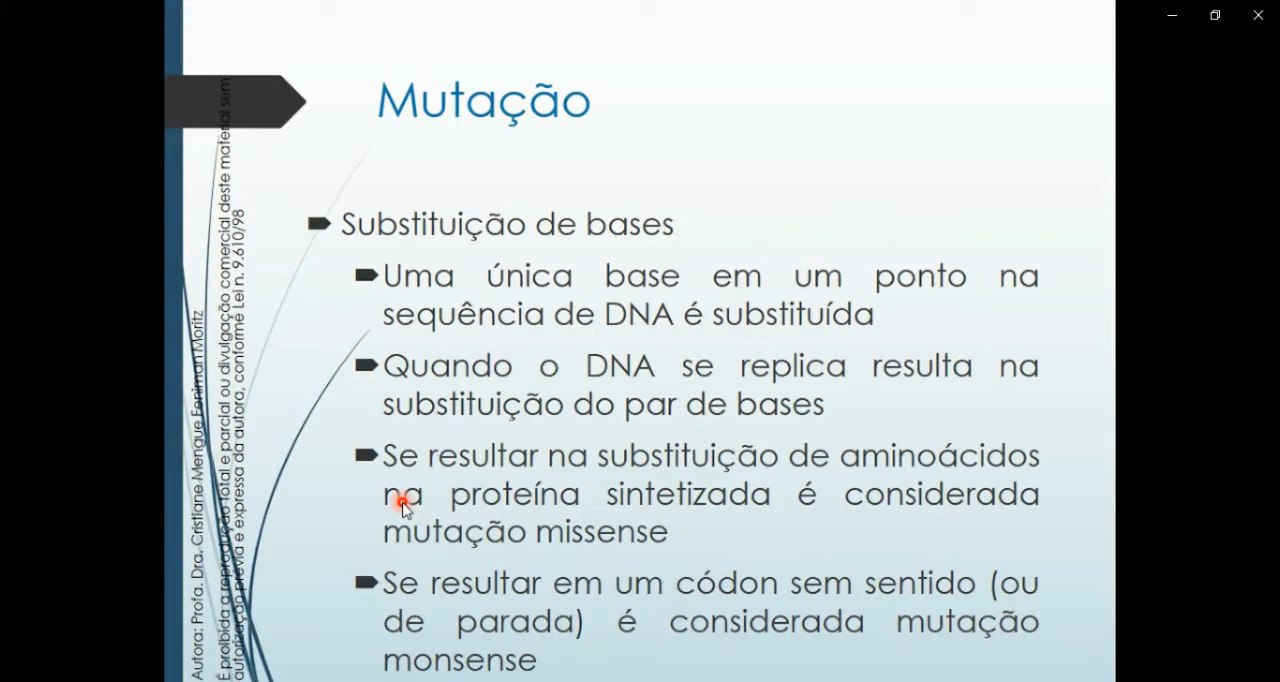 Mutação
Substituição de bases
Uma única base em um ponto na
sequência de DNA é substituída
Quando o DNA se replica resulta na
substituição do par de bases
Se resultar na substituição de aminoácidos
na proteína sintetizada é considerada
mutação missense
Se resultar em um códon sem sentido (ou
de parada) é considerada mutação
monsense
Autora: Profa. Dra. Cristiane Mengue Feniman Moritz
É proibida a reprodução total e parcial ou divulgação comercial deste material sem
autorização prévia e expressa da autora, conforme Lei n. 9.610/98